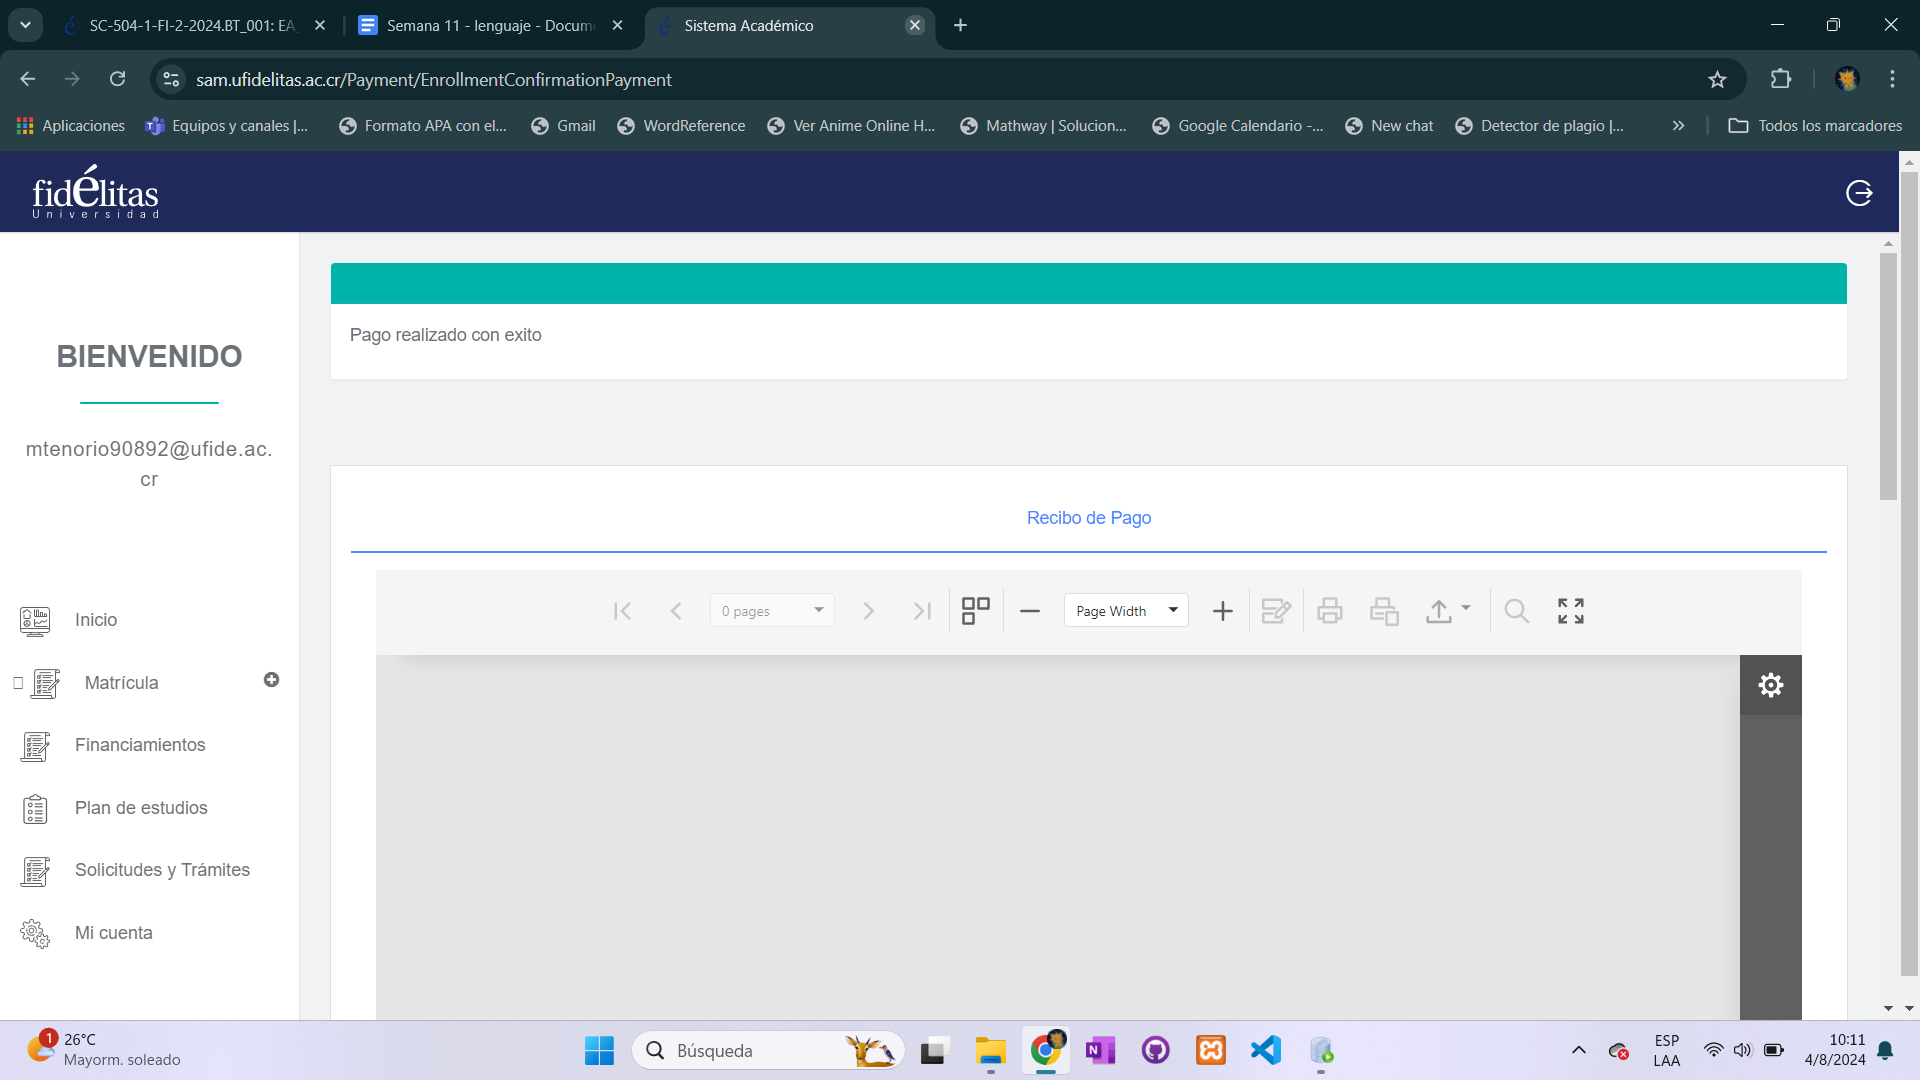 SC-504-1-FI-2-2024.BT_001: EA
Semana 11 - lenguaje - Docum
Sistema Académico
sam.ufidelitas.ac.cr/Payment/EnrollmentConfirmationPayment
Aplicaciones
Equipos y canales |...
Formato APA con el...
Gmail
WordReference
Ver Anime Online H...
Mathway | Solucion...
Google Calendario -...
New chat
Detector de plagio |...
Todos los marcadores
fidélitas
Universidad
BIENVENIDO
mtenorio90892@ufide.ac.
cr
Inicio
Matrícula
Financiamientos
Plan de estudios
Solicitudes y Trámites
Mi cuenta
Pago realizado con exito
Recibo de Pago
0 pages
Page Width
1
26°C
Mayorm. soleado
Búsqueda
ESP
LAA
10:11
4/8/2024